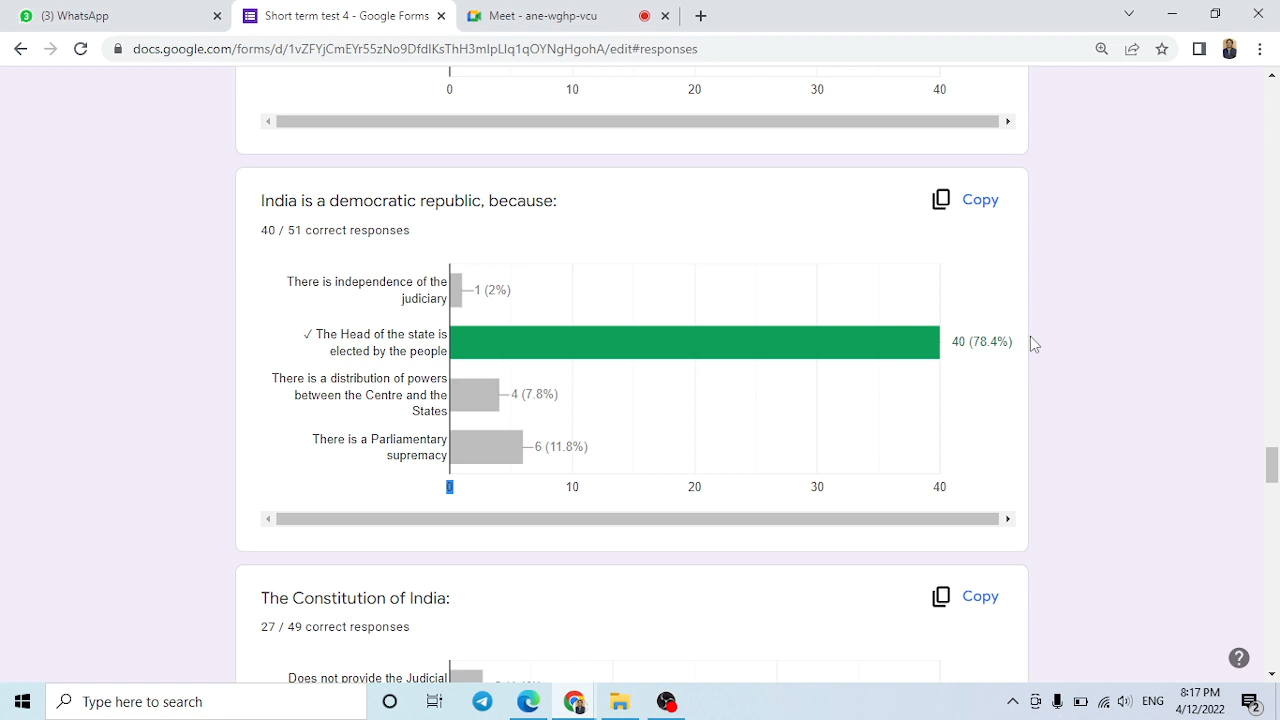 (3) WhatsApp
Short term test 4 - Google Forms
Meet - ane-wghp-vcu
docs.google.com/forms/d/1vZFYjCmEYr55zNo9DfdlKsThH3mlpLlq1qOYNgHgohA/edit#responses
0 10 20 30 40
India is a democratic republic, because:
Copy
40 / 51 correct responses
There is independence of the
judiciary
1 (2%)
✓ The Head of the state is
elected by the people
40 (78.4%)
There is a distribution of powers
between the Centre and the
States
4 (7.8%)
There is a Parliamentary
supremacy
6 (11.8%)
0 10 20 30 40
The Constitution of India:
Copy
27 / 49 correct responses
Does not provide the Judicial
Type here to search
ENG
8:17 PM
4/12/2022
2